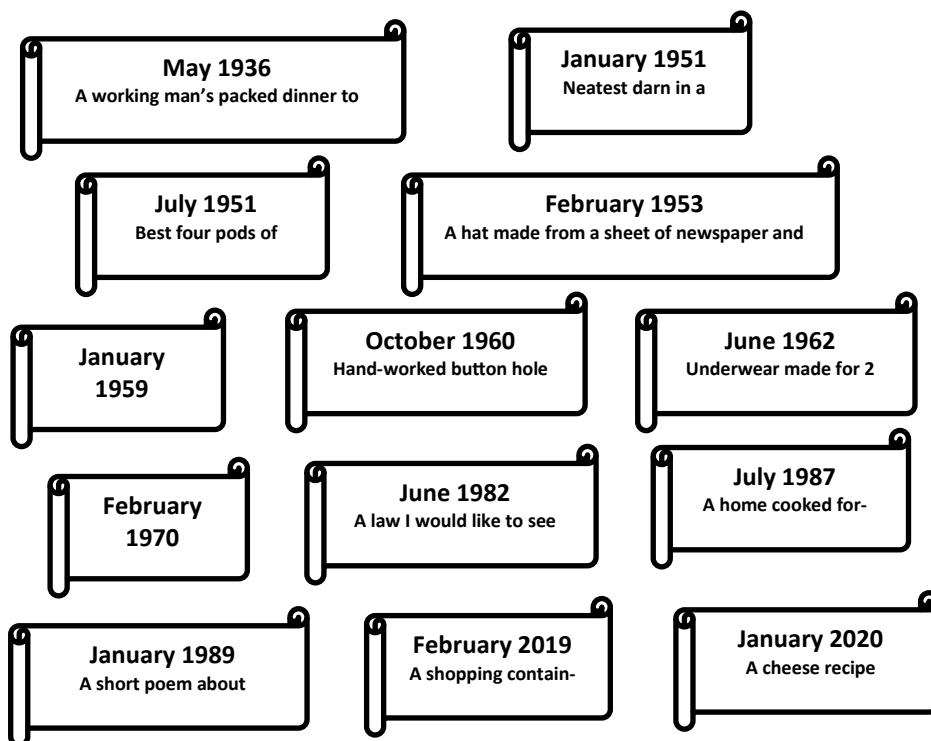 May 1936
A working man's packed dinner to
January 1951
Neatest darn in a
July 1951
Best four pods of
February 1953
A hat made from a sheet of newspaper and
January
1959
October 1960
Hand-worked button hole
June 1962
Underwear made for 2
February
1970
June 1982
A law I would like to see
July 1987
A home cooked for-
January 1989
A short poem about
February 2019
A shopping contain-
January 2020
A cheese recipe